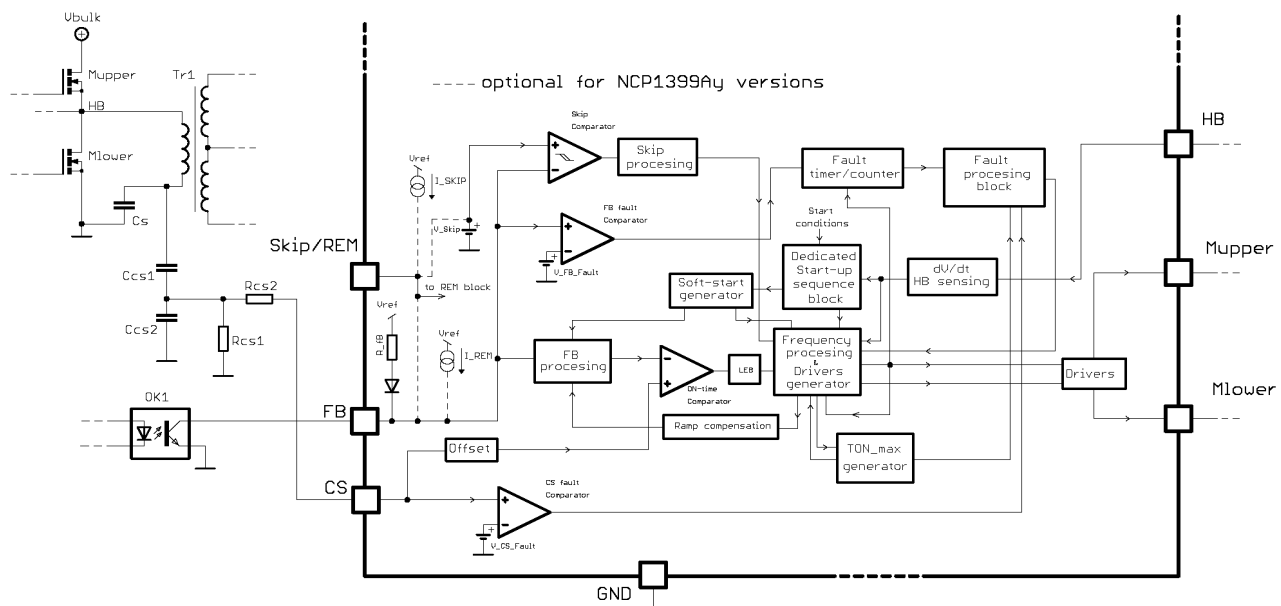 Vbulk
Mupper
Tr1
HB
Mlower
Cs
Ccs1
Rcs2
Ccs2
Rcs1
OK1
---- optional for NCP1399Ay versions
Skip/REM
FB
CS
GND
HB
Mupper
Mlower
Vref
I_SKIP
V_Skip
to REM block
Vref
R_fB
Vref
I_REM
Skip
Comparator
Skip
procesing
FB fault
Comparator
V_FB_Fault
Fault
timer/counter
Fault
procesing
block
Start
conditions
Dedicated
Start-up
sequence
block
dV/dt
HB sensing
Soft-start
generator
FB
procesing
ON-time
Comparator
LEB
Frequency
procesing
&
Drivers
generator
Drivers
Ramp compensation
TON_max
generator
Offset
CS fault
Comparator
V_CS_Fault